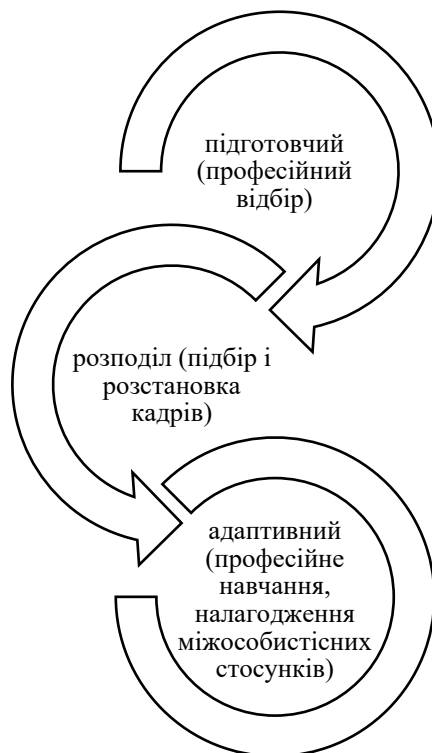 підготовчий
(професійний
відбір)
розподіл (підбір і
розстановка
кадрів)
адаптивний
(професійне
навчання,
налагодження
міжособистісних
стосунків)